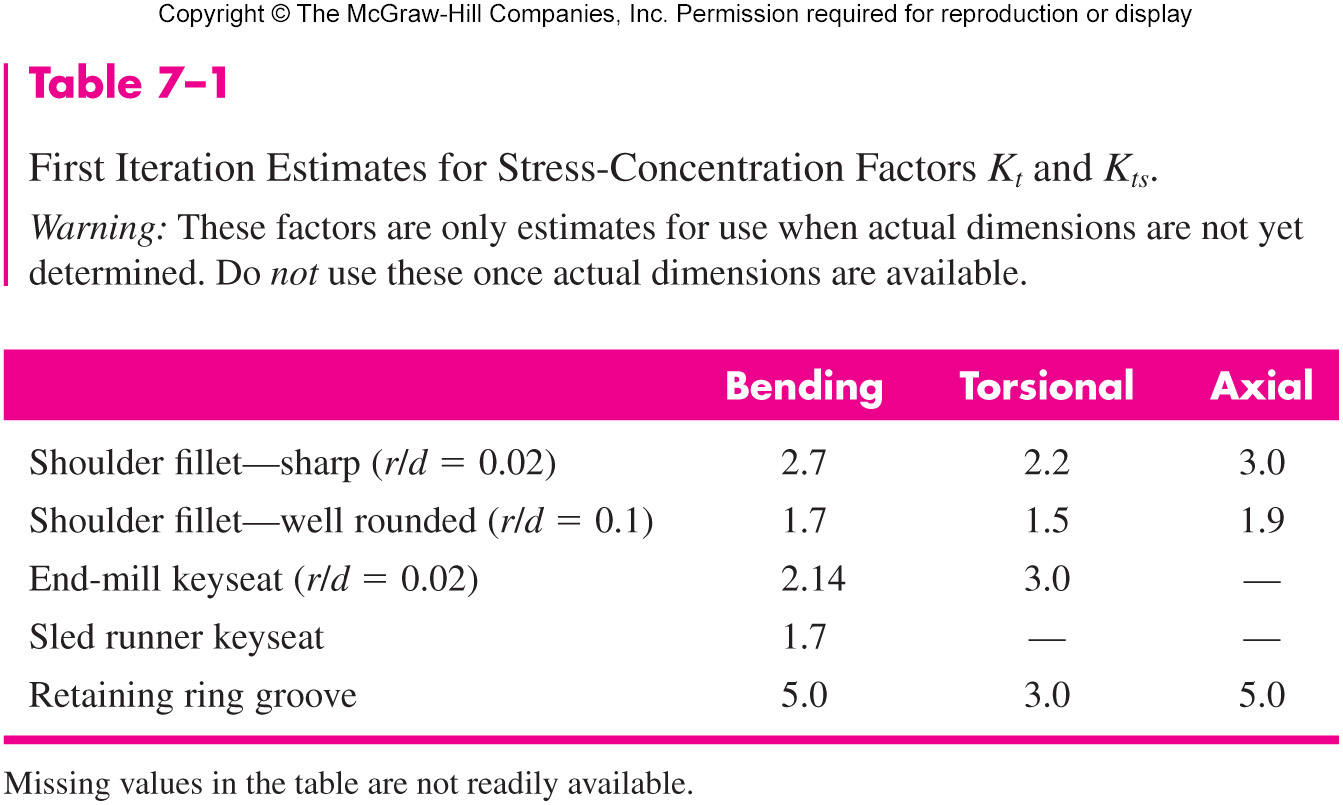 Copyright © The McGraw-Hill Companies, Inc. Permission required for reproduction or display
Table 7–1
First Iteration Estimates for Stress-Concentration Factors Kt and Kts.
Warning: These factors are only estimates for use when actual dimensions are not yet
determined. Do not use these once actual dimensions are available.
Bending Torsional Axial
Shoulder fillet—sharp (r/d = 0.02) 2.7 2.2 3.0
Shoulder fillet—well rounded (r/d = 0.1) 1.7 1.5 1.9
End-mill keyseat (r/d = 0.02) 2.14 3.0 —
Sled runner keyseat 1.7 — —
Retaining ring groove 5.0 3.0 5.0
Missing values in the table are not readily available.